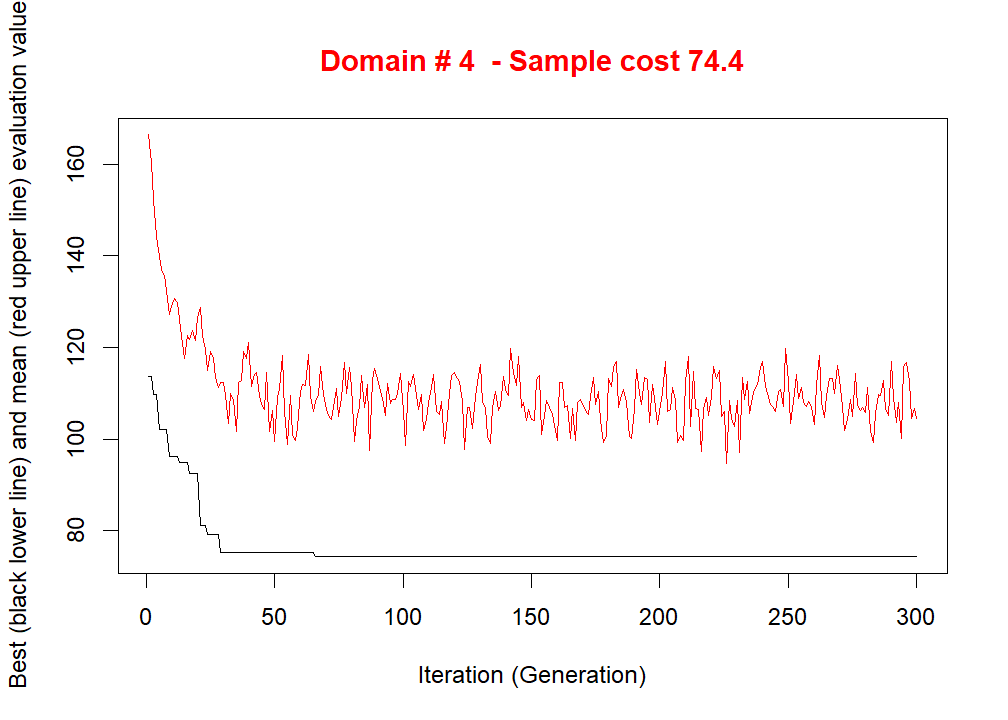 Domain # 4  - Sample cost 74.4
Best (black lower line) and mean (red upper line) evaluation value
160
140
120
100
80
0 50 100 150 200 250 300
Iteration (Generation)